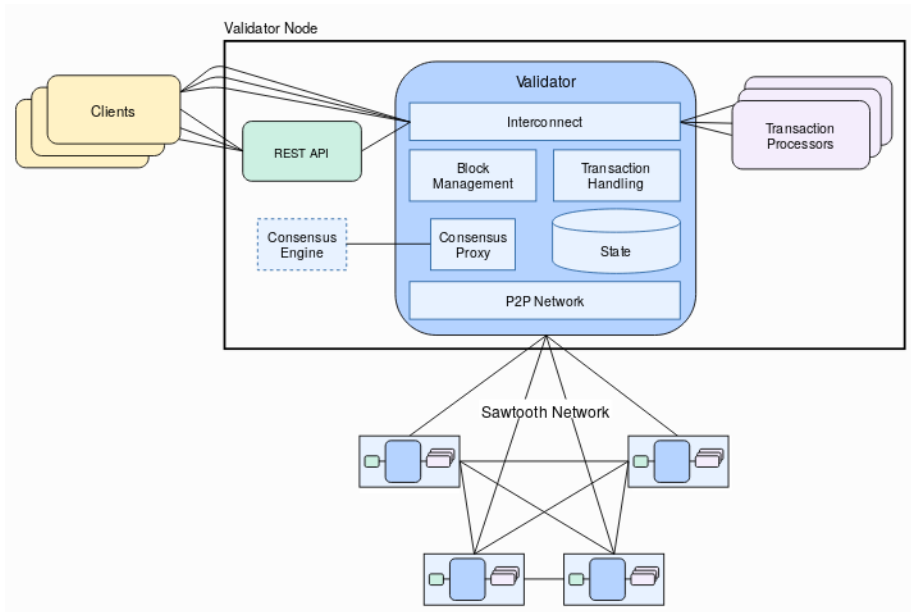 Validator Node
Clients
REST API
Validator
Interconnect
Block
Management
Transaction
Handling
Transaction
Processors
Consensus
Engine
Consensus
Proxy
State
P2P Network
Sawtooth Network